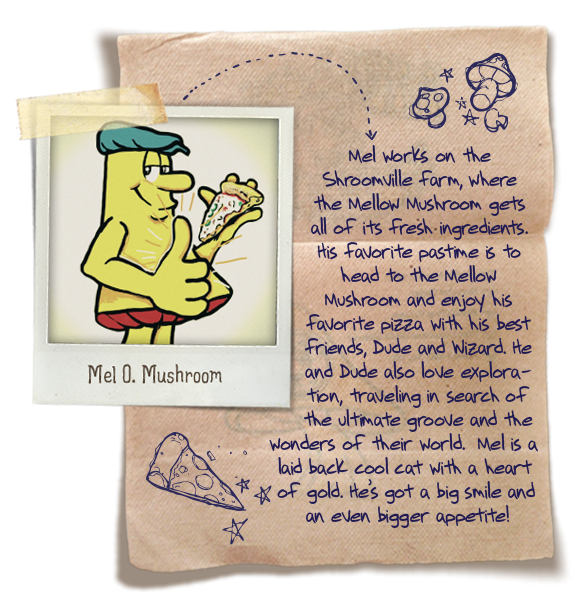 Mel works on the
Shroomville farm, where
the Mellow Mushroom gets
all of its fresh ingredients.
His favorite pastime is to
head to the Mellow
Mushroom and enjoy his
favorite pizza with his best
friends, Dude and Wizard. He
and Dude also love explora-
tion, traveling in search of
the ultimate groove and the
wonders of their world. Mel is a
laid back cool cat with a heart
of gold. He's got a big smile and
an even bigger appetite!
Mel O. Mushroom